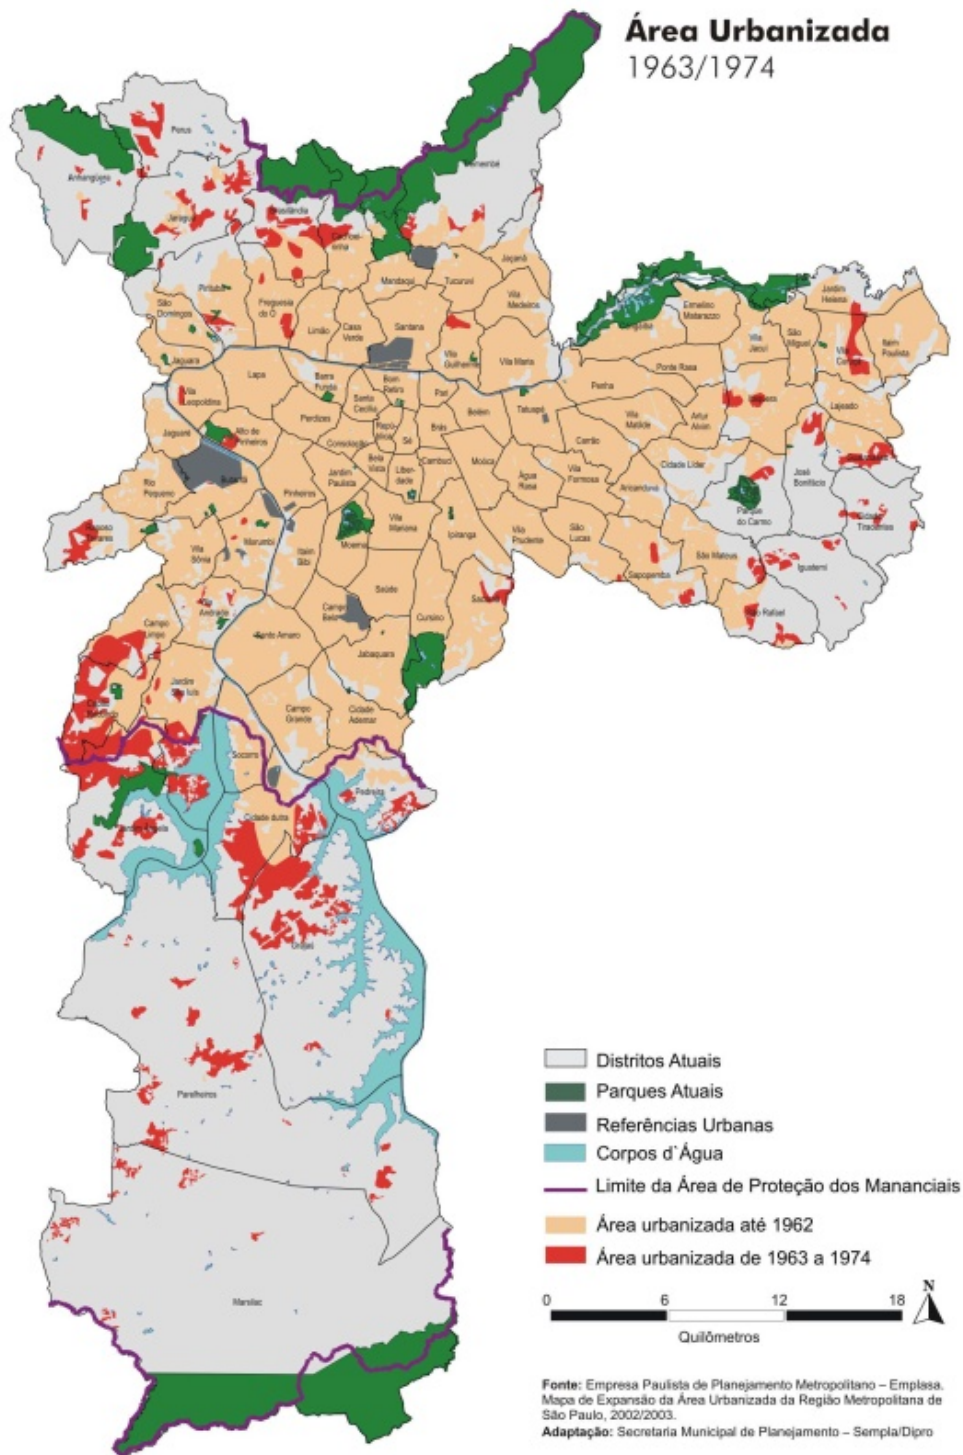 Área Urbanizada
1963/1974
Perus
Anhanguera
Jaraguá
Brasilândia
Cachoei-
rinha
Tremembé
Mandaqui
Tucuruvi
Jaçanã
Pirituba
São
Domingos
Freguesia
do Ó
Limão
Casa
Verde
Santana
Vila
Medeiros
Jaguara
Vila
Guilherme
Vila Maria
Ermelino
Matarazzo
Jardim
Helena
Vila
Jacuí
São
Miguel
Itaim
Paulista
Ponte Rasa
Lapa
Barra
Funda
Bom
Retiro
Pari
Penha
Vila
Leopoldina
Perdizes
Santa
Cecília
Belém
Tatuapé
Lajeado
Jaguaré
Alto de
Pinheiros
Consolação
Sé
Brás
Vila
Matilde
Artur
Alvim
Carrão
Bela
Vista
Liber-
dade
Cambuci
Moóca
Cidade Líder
Rio
Pequeno
Butantã
Jardim
Paulista
Água
Rasa
Vila
Formosa
Aricanduva
José
Bonifácio
Pinheiros
Parque
do Carmo
Cidade
Tiradentes
Raposo
Tavares
Vila
Sônia
Morumbi
Itaim
Bibi
Moema
Vila
Mariana
Ipiranga
Vila
Prudente
São
Lucas
São Mateus
Sapopemba
Iguatemi
Saúde
Sacomã
São Rafael
Campo
Limpo
Andrade
Santo Amaro
Campo
Belo
Cursino
Jabaquara
Jardim
São Luís
Campo
Grande
Cidade
Ademar
Socorro
Pedreira
Cidade dutra
Jardim Ângela
Grajaú
Parelheiros
Marsilac
Distritos Atuais
Parques Atuais
Referências Urbanas
Corpos d`Água
Limite da Área de Proteção dos Mananciais
Área urbanizada até 1962
Área urbanizada de 1963 a 1974
0 6 12 18
N
Quilômetros
Fonte: Empresa Paulista de Planejamento Metropolitano – Emplasa.
Mapa de Expansão da Área Urbanizada da Região Metropolitana de
São Paulo, 2002/2003.
Adaptação: Secretaria Municipal de Planejamento – Sempla/Dipro